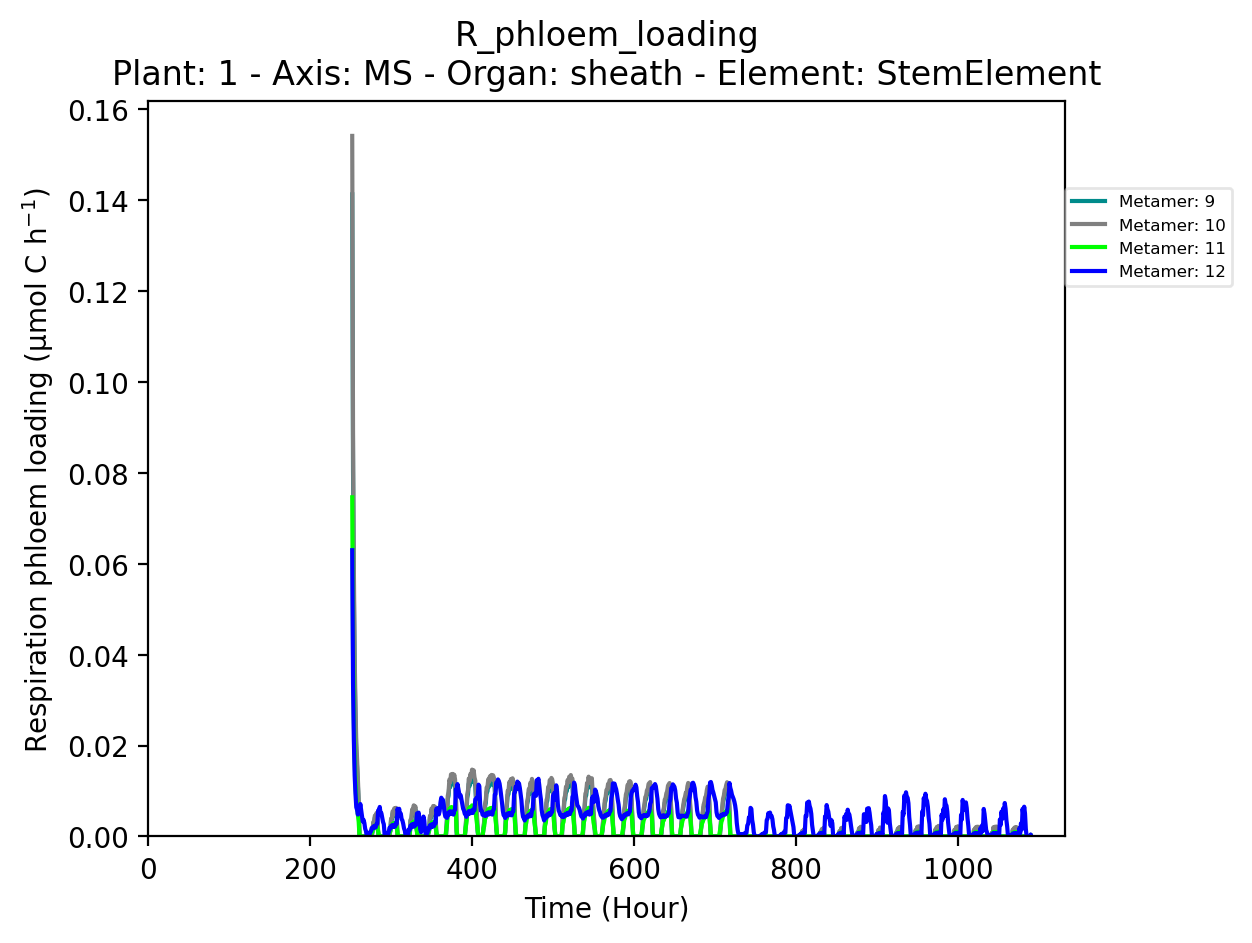 R_phloem_loading
Plant: 1 - Axis: MS - Organ: sheath - Element: StemElement
0.16
0.14
0.12
0.10
0.08
0.06
0.04
0.02
0.00
Respiration phloem loading (µmol C h⁻¹)
Metamer: 9
Metamer: 10
Metamer: 11
Metamer: 12
0 200 400 600 800 1000
Time (Hour)